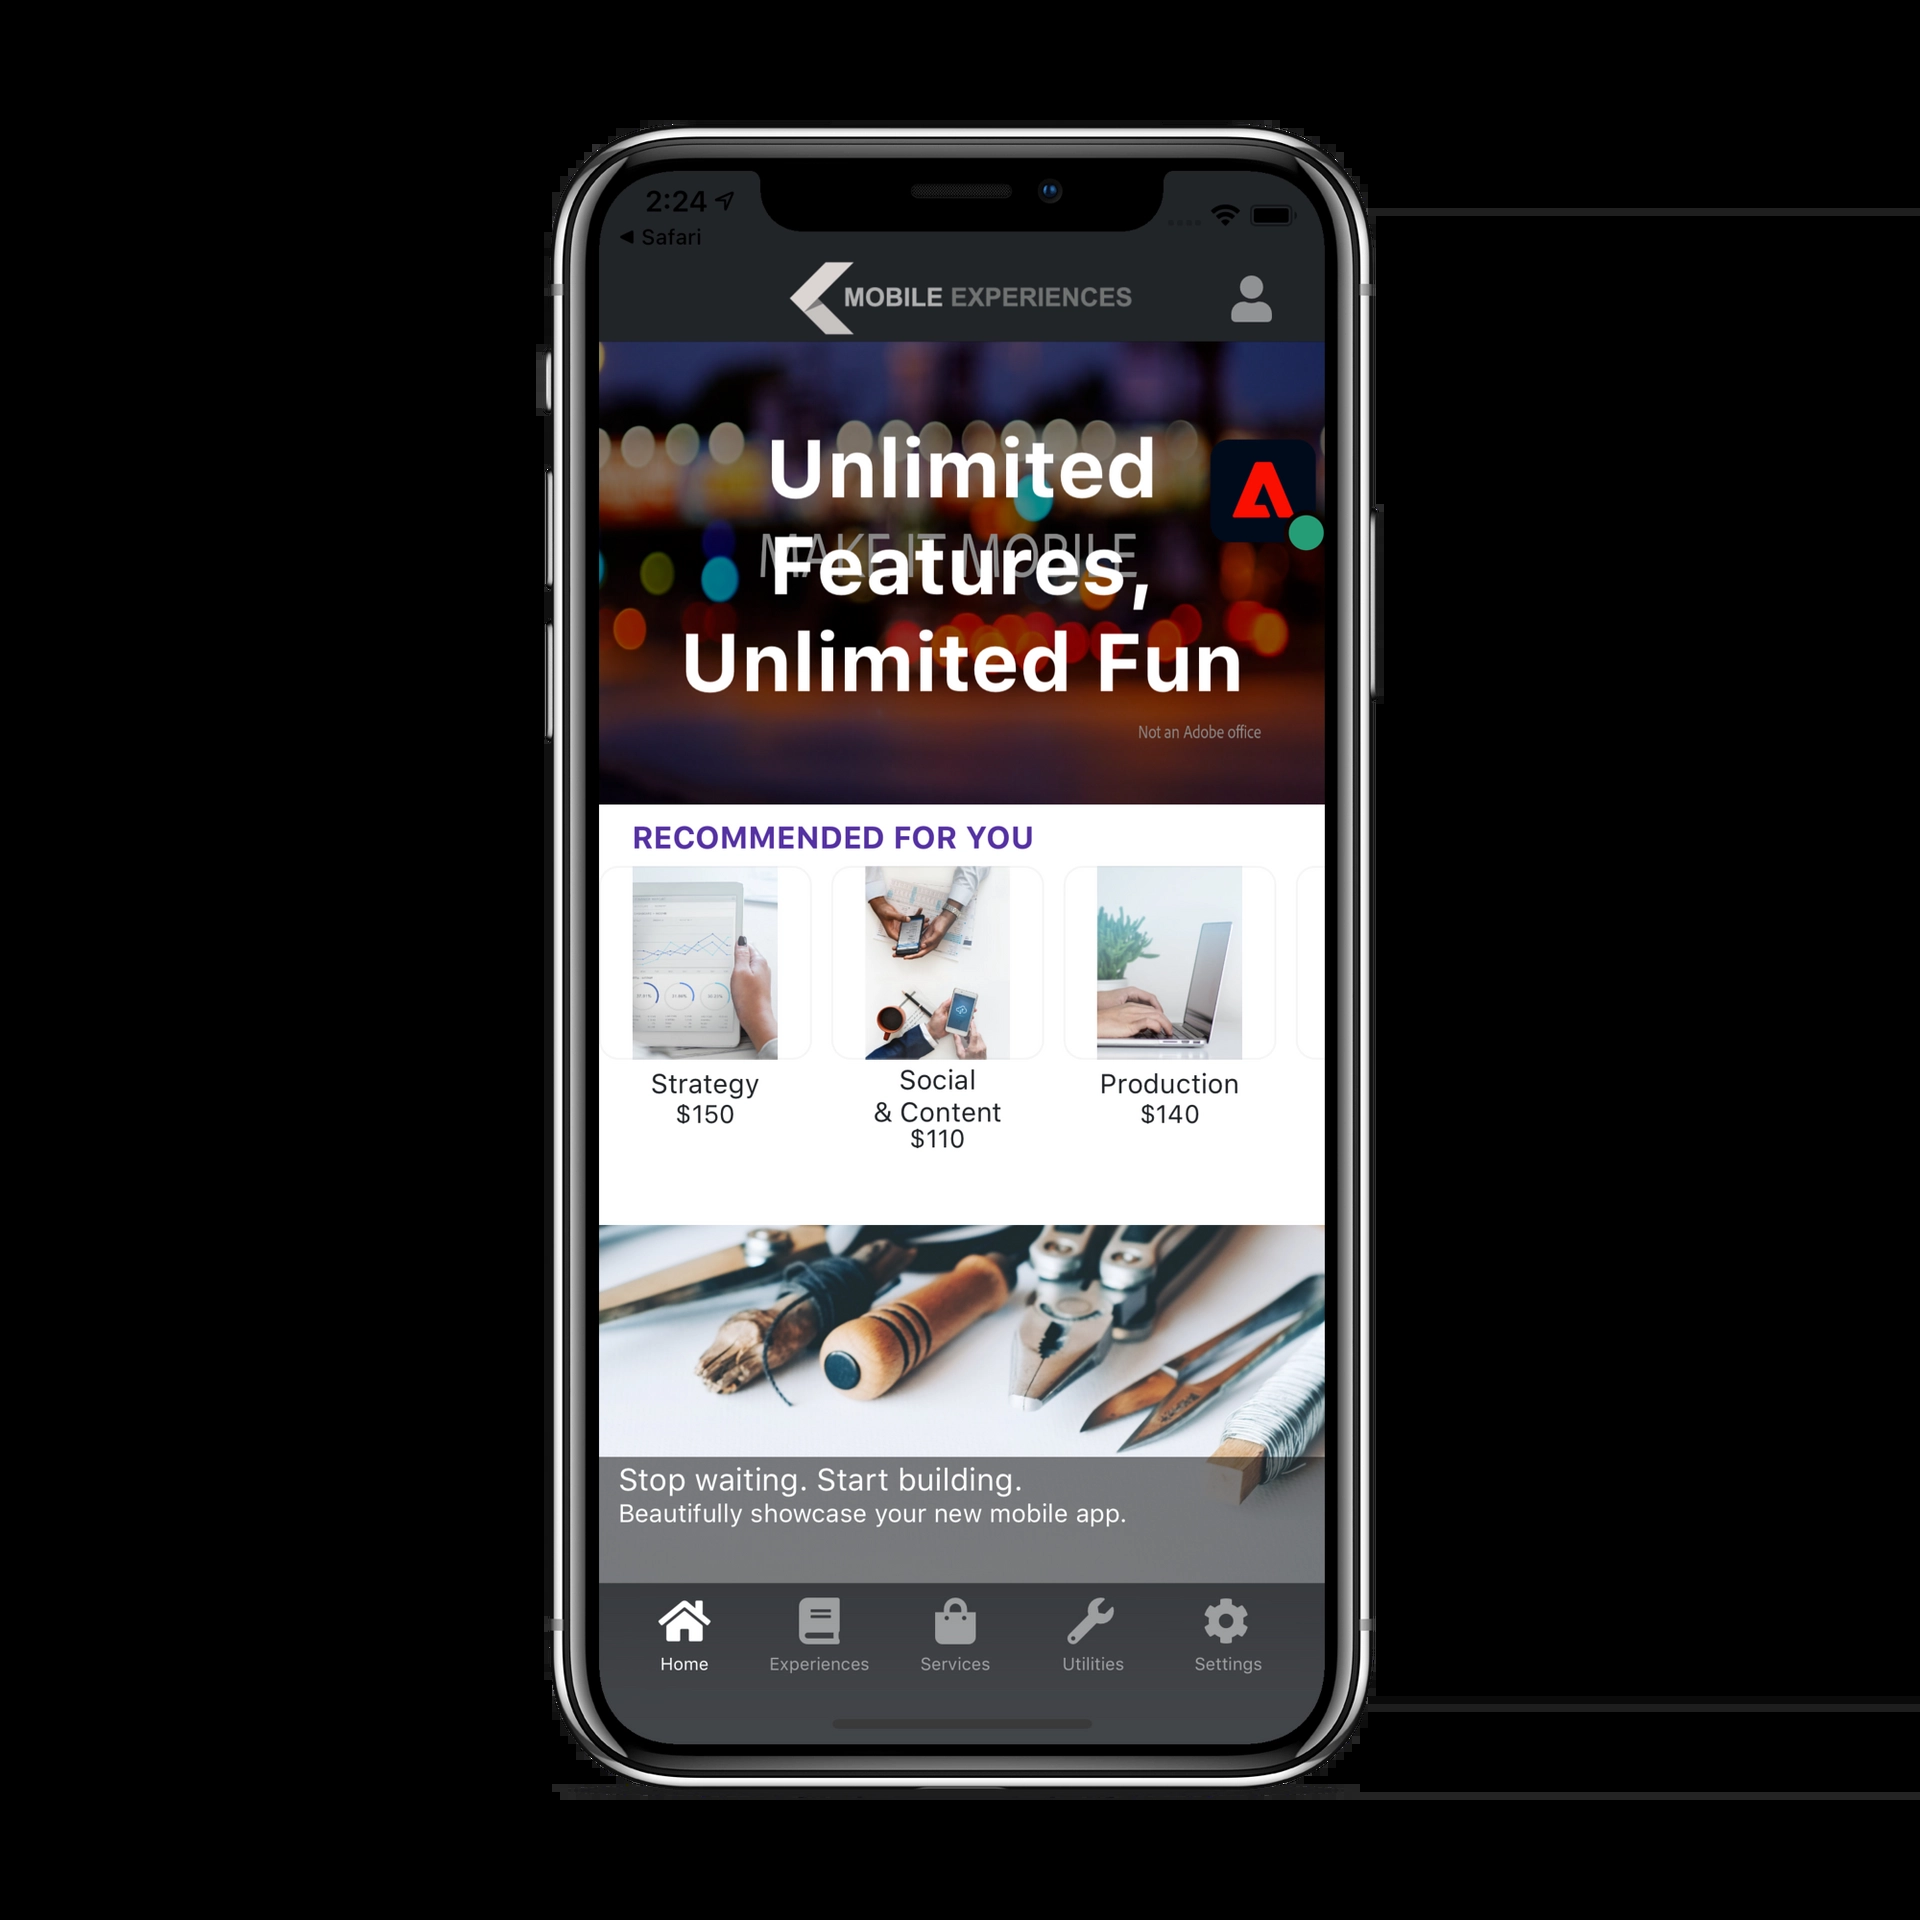 2:24
◀ Safari
MOBILE EXPERIENCES
Unlimited
MAKE IT MOBILE
Features,
Unlimited Fun
Not an Adobe office
RECOMMENDED FOR YOU
Strategy
$150
Social
& Content
$110
Production
$140
Stop waiting. Start building.
Beautifully showcase your new mobile app.
Home
Experiences
Services
Utilities
Settings